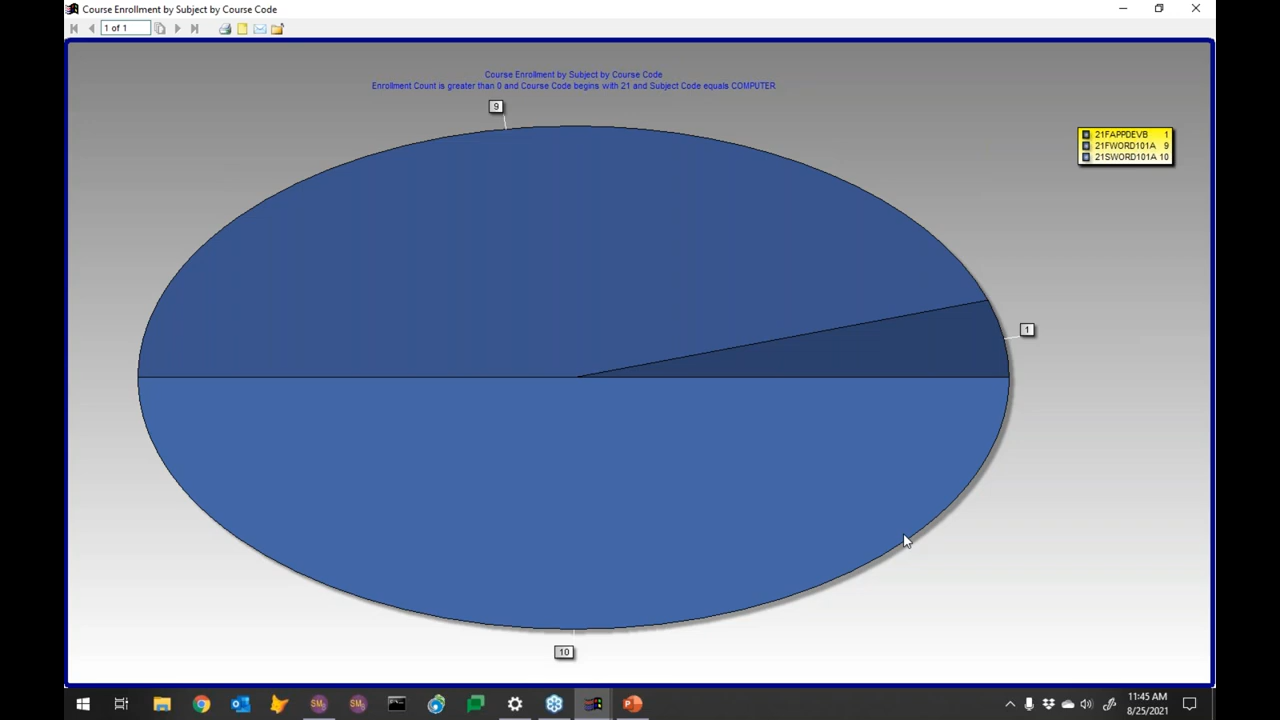 Course Enrollment by Subject by Course Code
1 of 1
Course Enrollment by Subject by Course Code
Enrollment Count is greater than 0 and Course Code begins with 21 and Subject Code equals COMPUTER
9
21FAPPDEVB 1
21FWORD101A 9
21SWORD101A 10
1
10
SM
SM
P
11:45 AM
8/25/2021